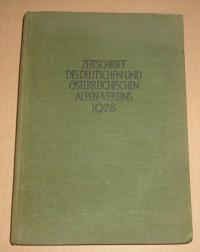 ZEITSCHRIFT
DES DEUTSCHEN UND
ÖSTERREICHISCHEN
ALPEN-VEREINS
1928